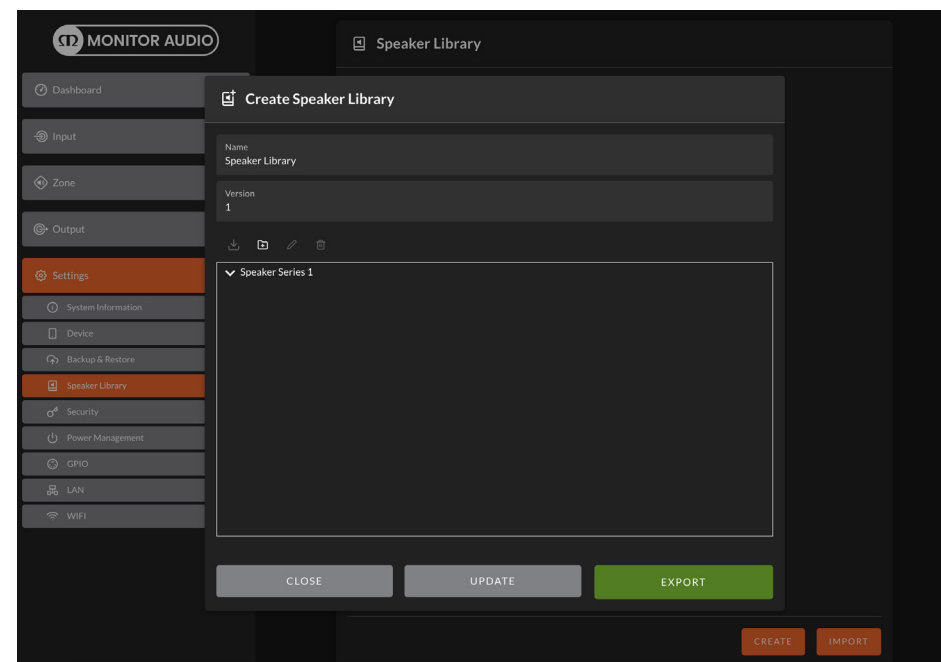 MONITOR AUDIO
Speaker Library
Dashboard
Create Speaker Library
Input
Name
Speaker Library
Zone
Version
1
Output
Settings
Speaker Series 1
System Information
Device
Backup & Restore
Speaker Library
Security
Power Management
GPIO
LAN
WIFI
CLOSE
UPDATE
EXPORT
CREATE
IMPORT